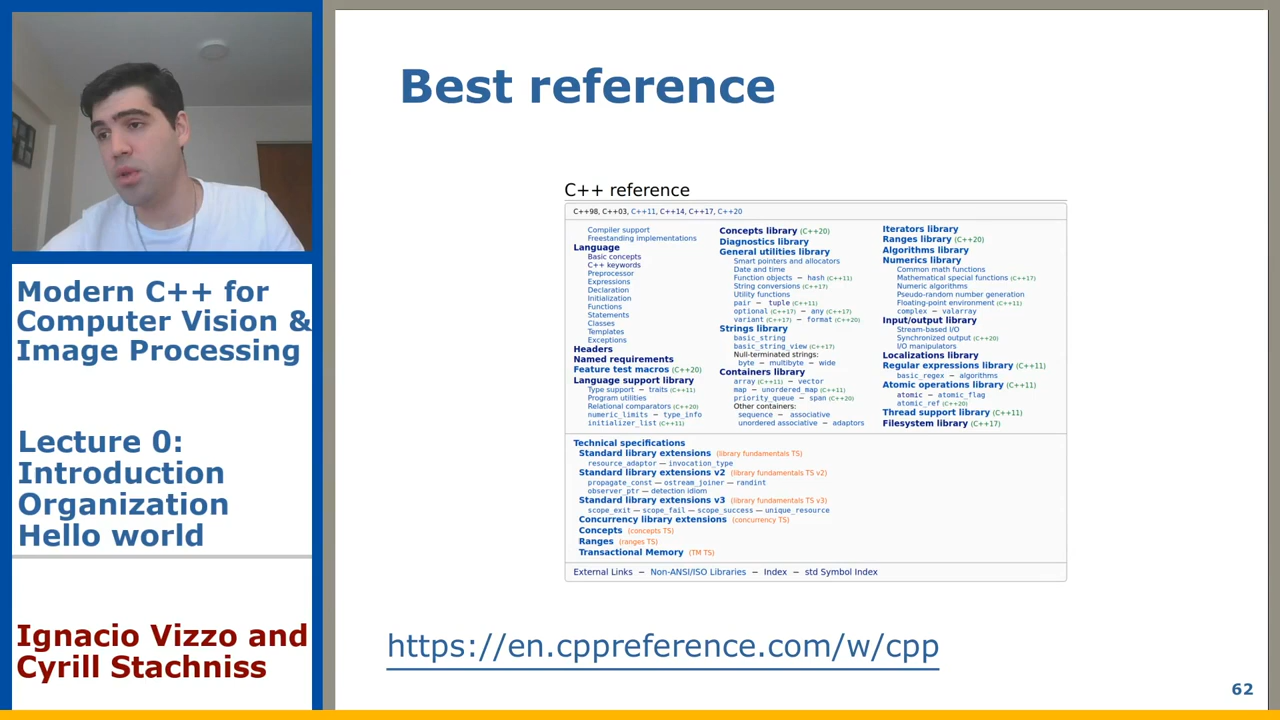 Modern C++ for
Computer Vision &
Image Processing
Lecture 0:
Introduction
Organization
Hello world
Ignacio Vizzo and
Cyrill Stachniss
Best reference
C++ reference
C++98, C++03, C++11, C++14, C++17, C++20
Compiler support
Freestanding implementations
Language
Basic concepts
C++ keywords
Preprocessor
Expressions
Declaration
Initialization
Functions
Statements
Classes
Templates
Exceptions
Headers
Named requirements
Feature test macros (C++20)
Language support library
Type support − traits (C++11)
Program utilities
Relational comparators (C++20)
numeric_limits − type_info
initializer_list (C++11)
Concepts library (C++20)
Diagnostics library
General utilities library
Smart pointers and allocators
Date and time
Function objects − hash (C++11)
String conversions (C++17)
Utility functions
pair − tuple (C++11)
optional (C++17) − any (C++17)
variant (C++17) − format (C++20)
Strings library
basic_string
basic_string_view (C++17)
Null-terminated strings:
byte − multibyte − wide
Containers library
array (C++11) − vector
map − unordered_map (C++11)
priority_queue − span (C++20)
Other containers:
sequence − associative
unordered associative − adaptors
Iterators library
Ranges library (C++20)
Algorithms library
Numerics library
Common math functions
Mathematical special functions (C++17)
Numeric algorithms
Pseudo-random number generation
Floating-point environment (C++11)
complex − valarray
Input/output library
Stream-based I/O
Synchronized output (C++20)
I/O manipulators
Localizations library
Regular expressions library (C++11)
basic_regex − algorithms
Atomic operations library (C++11)
atomic − atomic_flag
atomic_ref (C++20)
Thread support library (C++11)
Filesystem library (C++17)
Technical specifications
Standard library extensions (library fundamentals TS)
resource_adaptor — invocation_type
Standard library extensions v2 (library fundamentals TS v2)
propagate_const — ostream_joiner — randint
observer_ptr — detection idiom
Standard library extensions v3 (library fundamentals TS v3)
scope_exit — scope_fail — scope_success — unique_resource
Concurrency library extensions (concurrency TS)
Concepts (concepts TS)
Ranges (ranges TS)
Transactional Memory (TM TS)
External Links − Non-ANSI/ISO Libraries − Index − std Symbol Index
https://en.cppreference.com/w/cpp
62